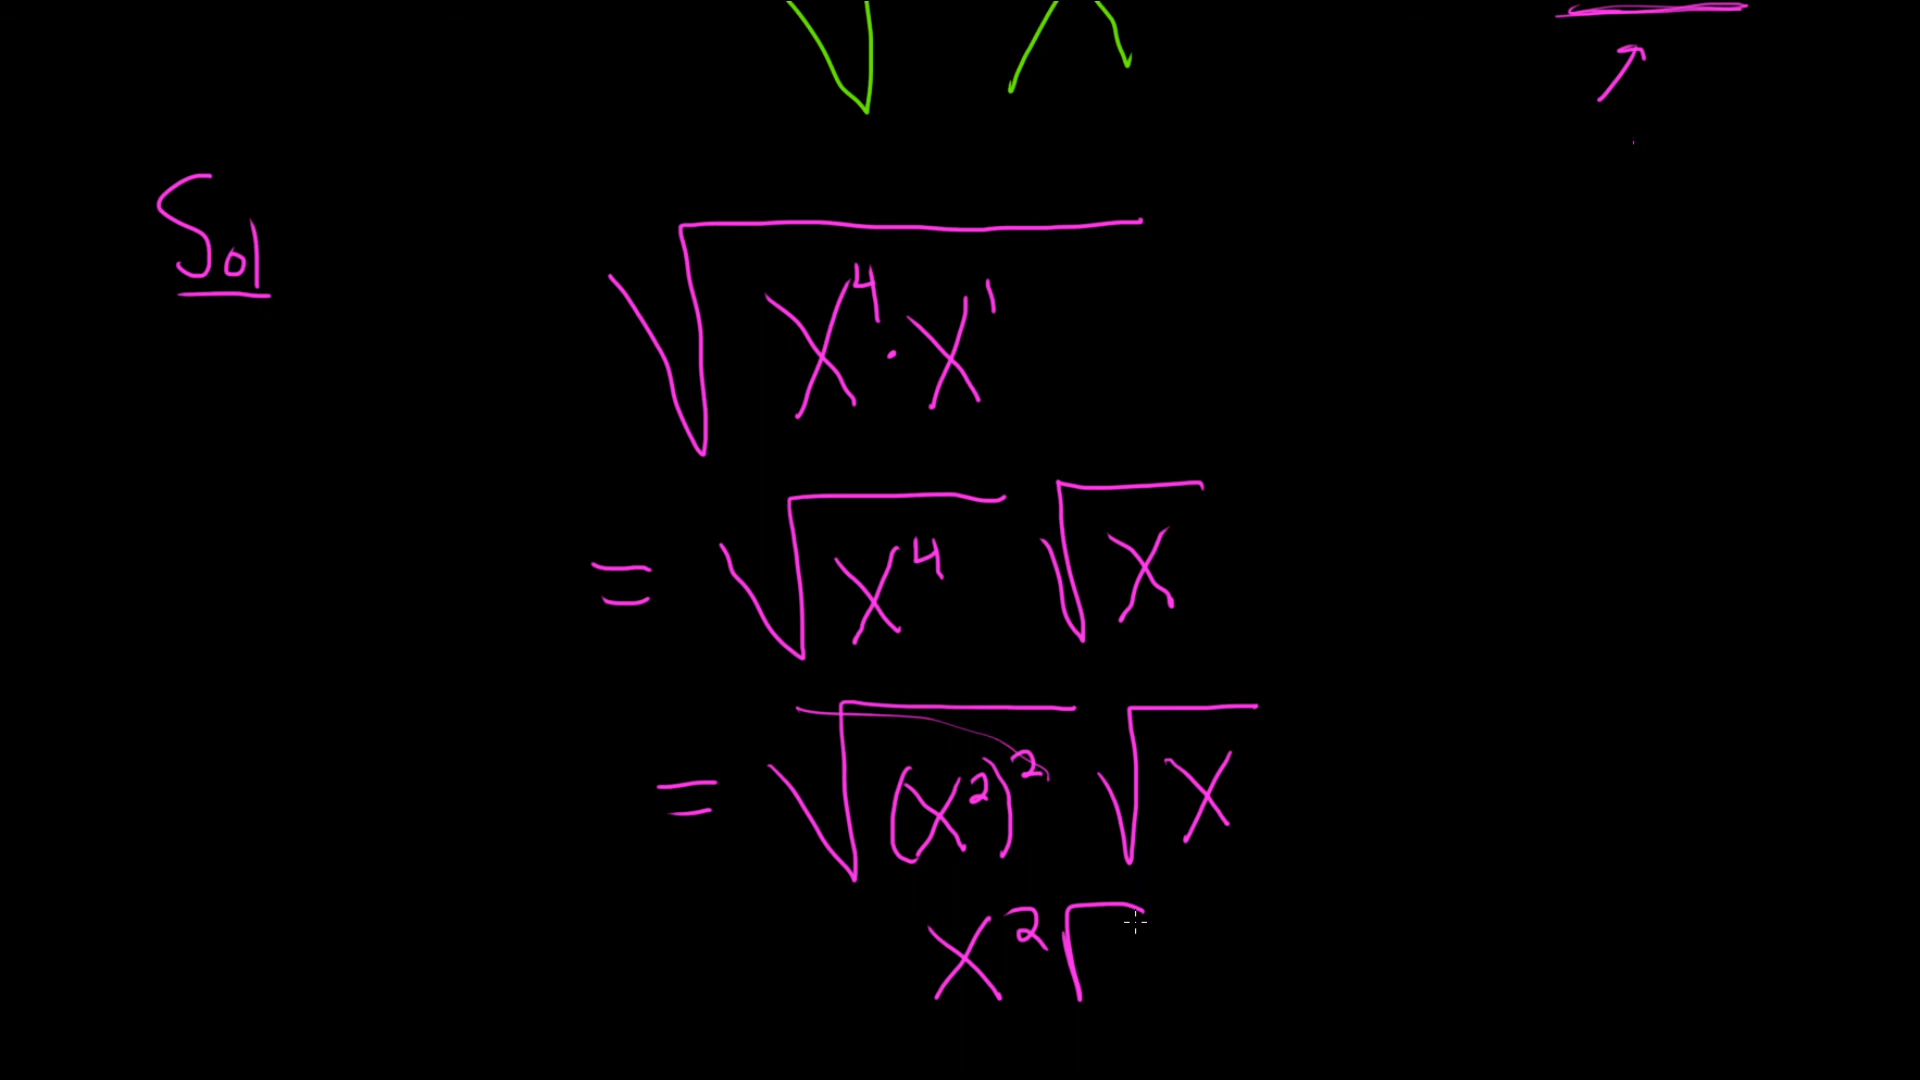 Sol
√(x⁴ · x¹)
= √(x⁴) √x
= √((x²)²) √x
x² √